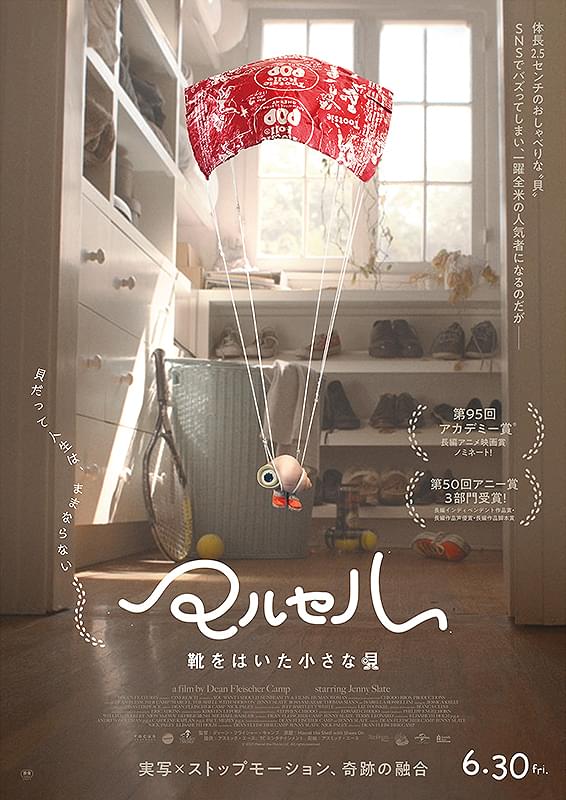 体長2.5センチのおしゃべりな〝貝〟
SNSでバズってしまい、一躍全米の人気者になるのだが——
Tootsie
Roll
POP
貝だって人生は、ままならない
第95回
アカデミー賞®
長編アニメ映画賞
ノミネート!
第50回アニー賞
3部門受賞!
長編インディペンデント作品賞・
長編作品声優賞・長編作品脚本賞
マルセル
靴をはいた小さな貝
a film by Dean Fleischer Camp starring Jenny Slate
実写×ストップモーション、奇跡の融合
6.30 fri.